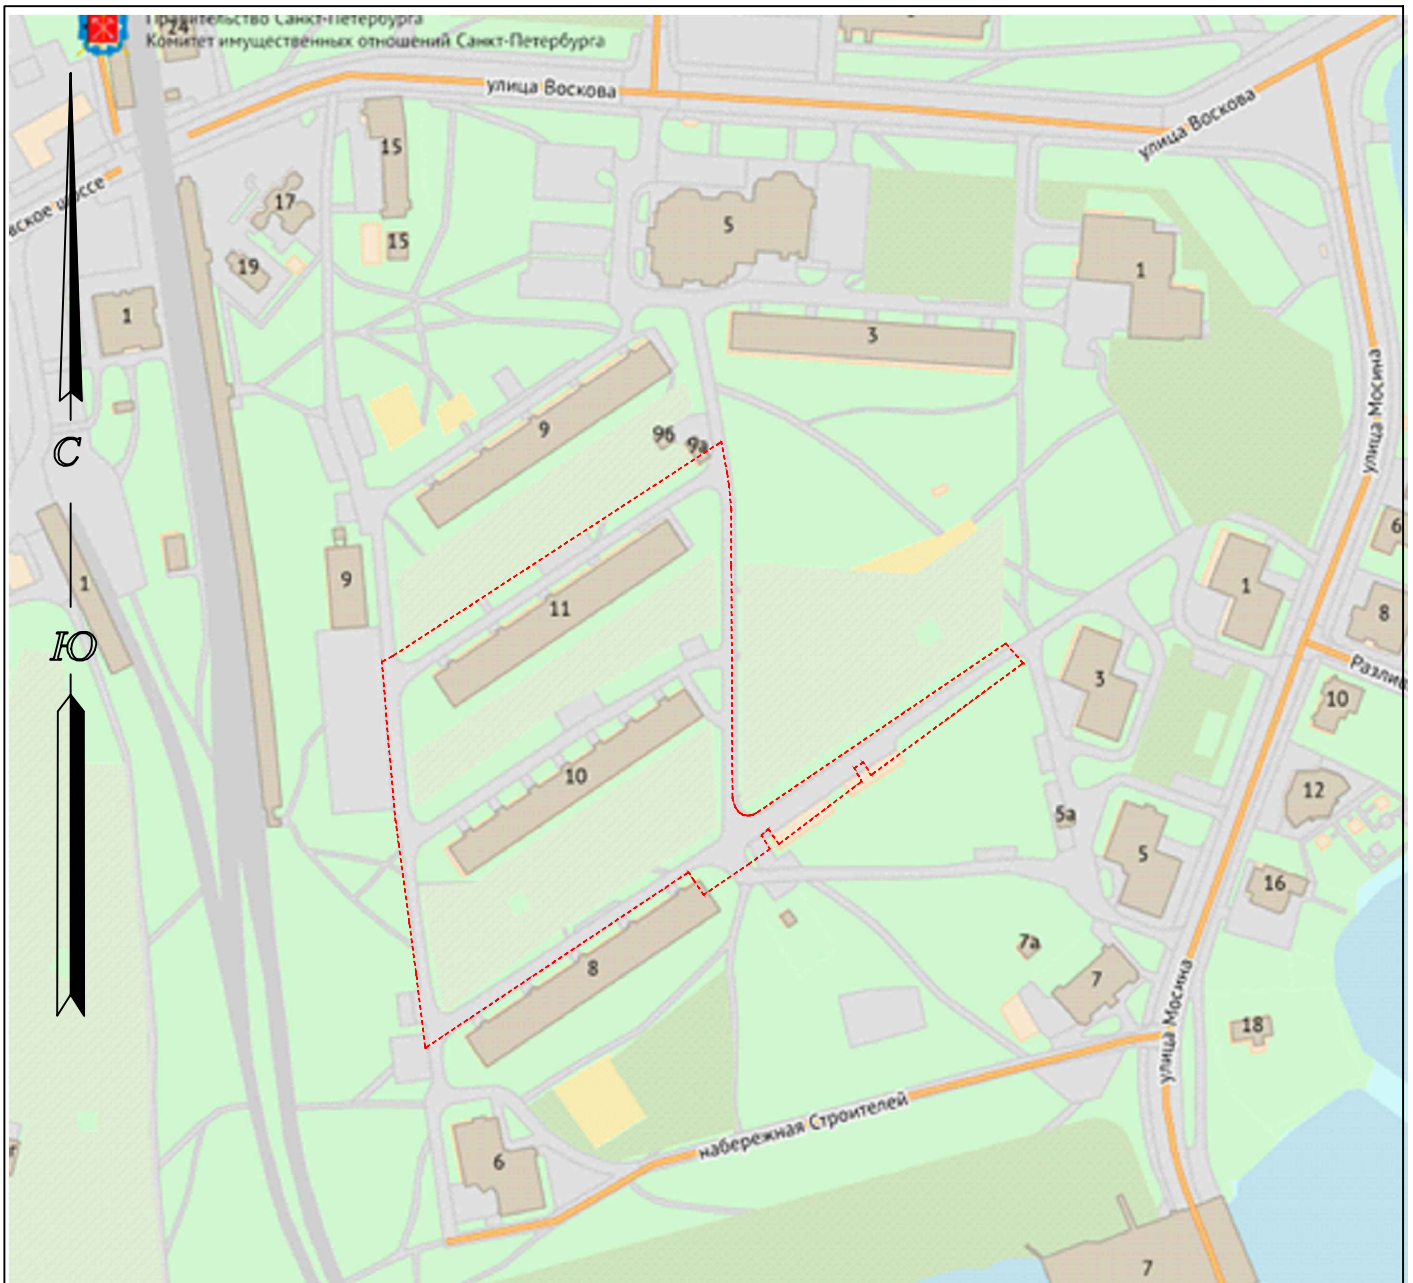 Правительство Санкт-Петербурга
Комитет имущественных отношений Санкт-Петербурга
24
улица Воскова
улица Воскова
15
17
15
19
5
1
1
3
вское шоссе
С
9
9б
9а
улица Мосина
6
1
9
11
1
8
Ю
3
Разлив
10
10
12
5а
5
16
8
7а
7
18
улица Мосина
набережная Строителей
6
7